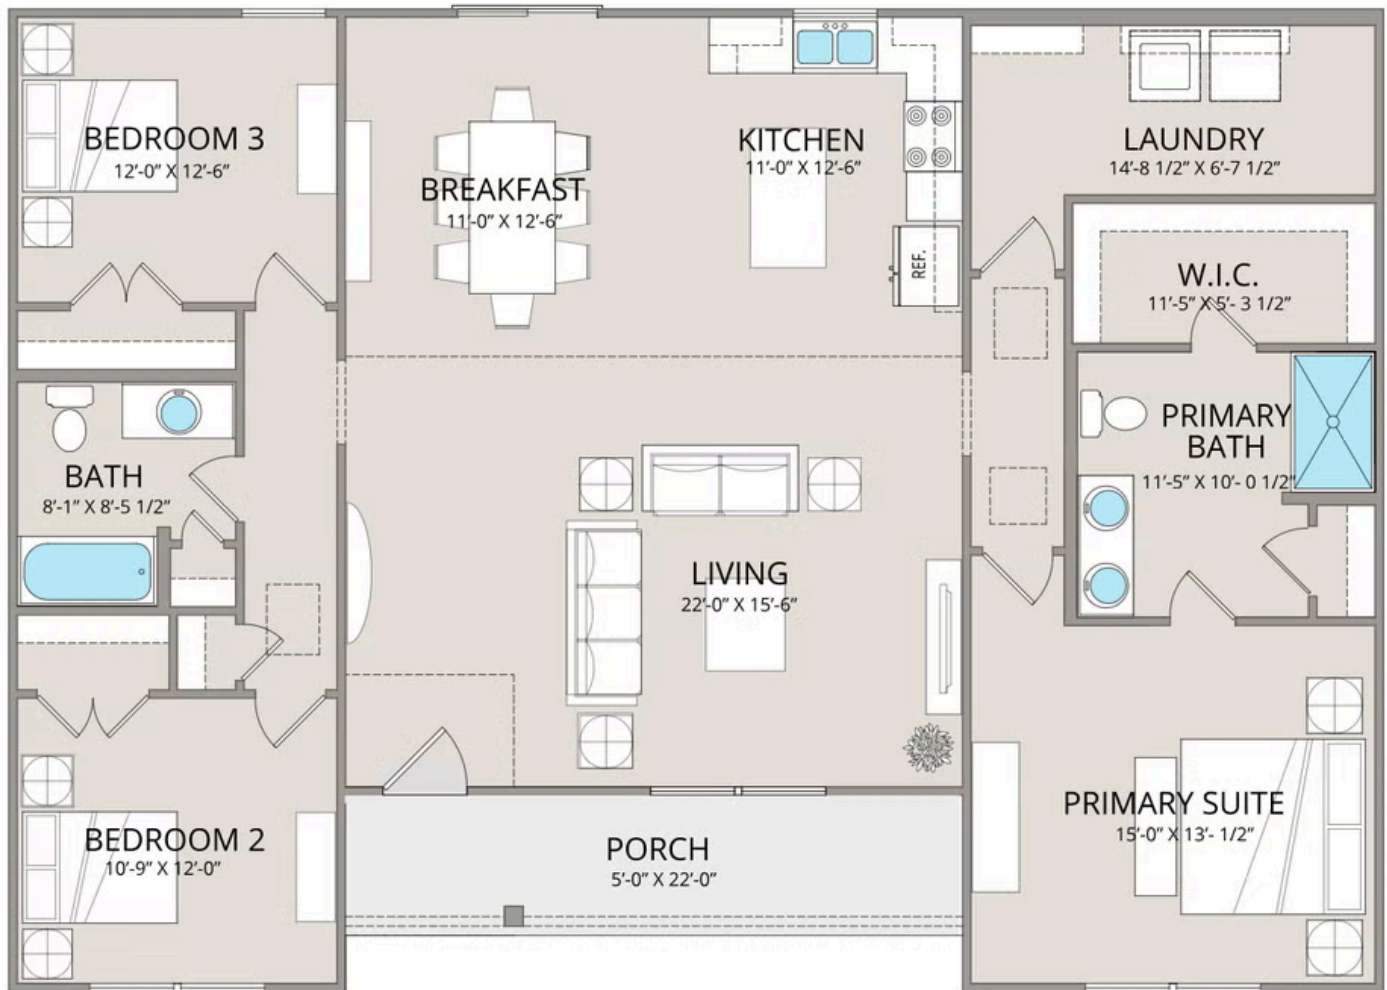 BEDROOM 3
12'-0" X 12'-6"
BREAKFAST
11'-0" X 12'-6"
KITCHEN
11'-0" X 12'-6"
REF.
LAUNDRY
14'-8 1/2" X 6'-7 1/2"
W.I.C.
11'-5" X 5'- 3 1/2"
BATH
8'-1" X 8'-5 1/2"
PRIMARY
BATH
11'-5" X 10'- 0 1/2"
LIVING
22'-0" X 15'-6"
BEDROOM 2
10'-9" X 12'-0"
PORCH
5'-0" X 22'-0"
PRIMARY SUITE
15'-0" X 13'- 1/2"